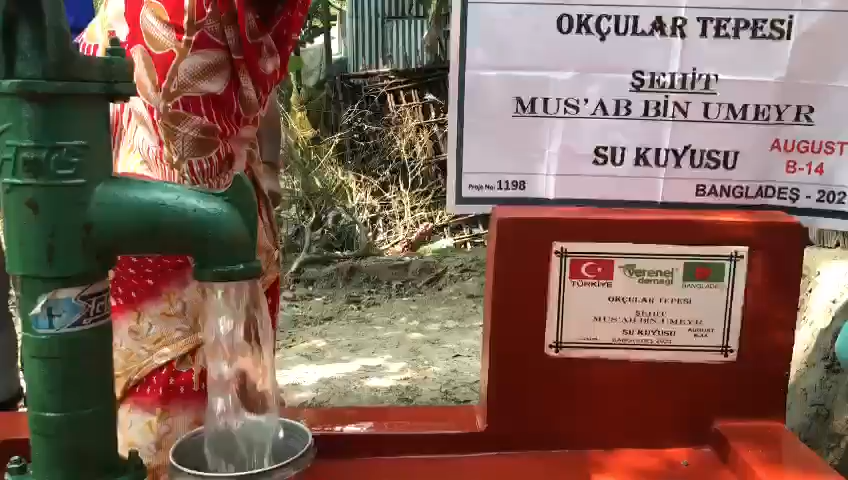 OKÇULAR TEPESİ
ŞEHİT
MUS'AB BİN UMEYR
SU KUYUSU
AUGUST
B-14
Proje No: 1198
BANGLADEŞ - 202
TÜRKİYE
Verenel
derneği
BANGLADEŞ
OKÇULAR TEPESİ
ŞEHİT
MUS'AB BİN UMEYR
SU KUYUSU
AUGUST
B-14